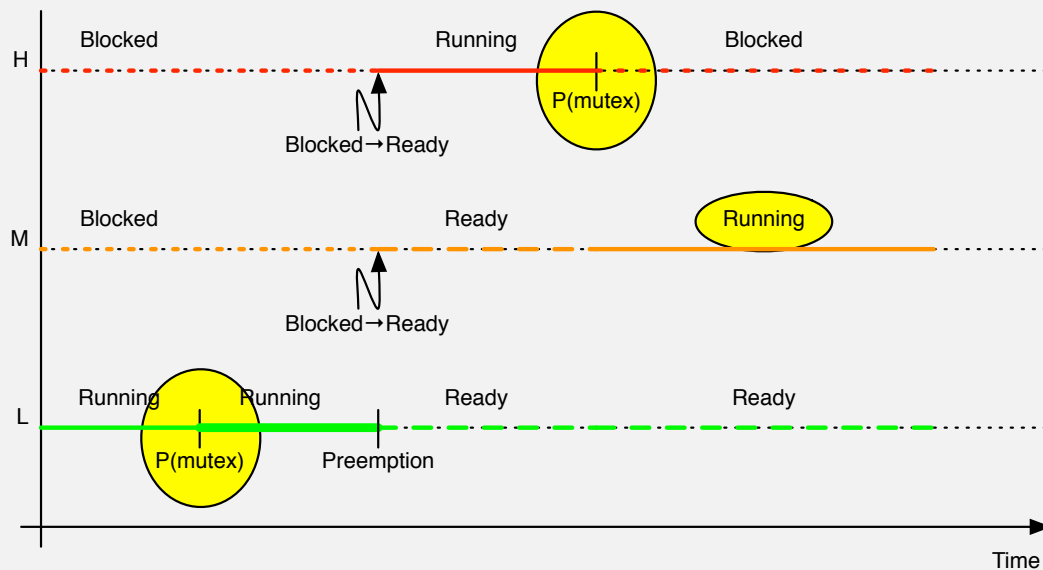 Blocked Running Blocked
H
P(mutex)
Blocked→Ready
Blocked Ready Running
M
Blocked→Ready
Running Running Ready Ready
L
P(mutex) Preemption
Time